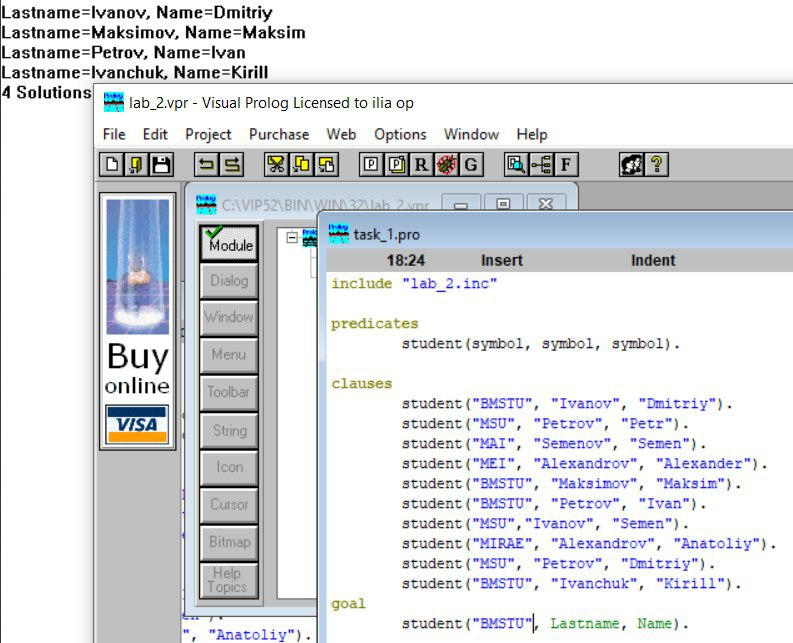 Lastname=Ivanov, Name=Dmitriy
Lastname=Maksimov, Name=Maksim
Lastname=Petrov, Name=Ivan
Lastname=Ivanchuk, Name=Kirill
4 Solutions
lab_2.vpr - Visual Prolog Licensed to ilia op
File Edit Project Purchase Web Options Window Help
P P R G F ?
C:\VIP52\BIN\WIN\32\lab_2.vpr
Module
Dialog
Window
Menu
Toolbar
String
Icon
Cursor
Bitmap
Help
Topics
Buy
online
VISA
task_1.pro
18:24 Insert Indent
include "lab_2.inc"
predicates
student(symbol, symbol, symbol).
clauses
student("BMSTU", "Ivanov", "Dmitriy").
student("MSU", "Petrov", "Petr").
student("MAI", "Semenov", "Semen").
student("MEI", "Alexandrov", "Alexander").
student("BMSTU", "Maksimov", "Maksim").
student("BMSTU", "Petrov", "Ivan").
student("MSU","Ivanov", "Semen").
student("MIRAE", "Alexandrov", "Anatoliy").
student("MSU", "Petrov", "Dmitriy").
student("BMSTU", "Ivanchuk", "Kirill").
goal
student("BMSTU", Lastname, Name).
", "Anatoliy").